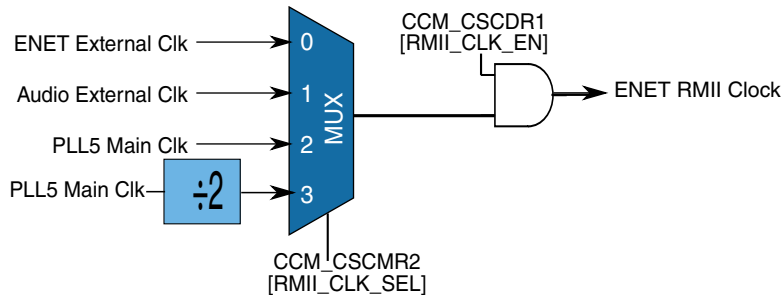 CCM_CSCDR1
[RMII_CLK_EN]
ENET External Clk
0
Audio External Clk
1
MUX
ENET RMII Clock
PLL5 Main Clk
2
PLL5 Main Clk
÷2
3
CCM_CSCMR2
[RMII_CLK_SEL]